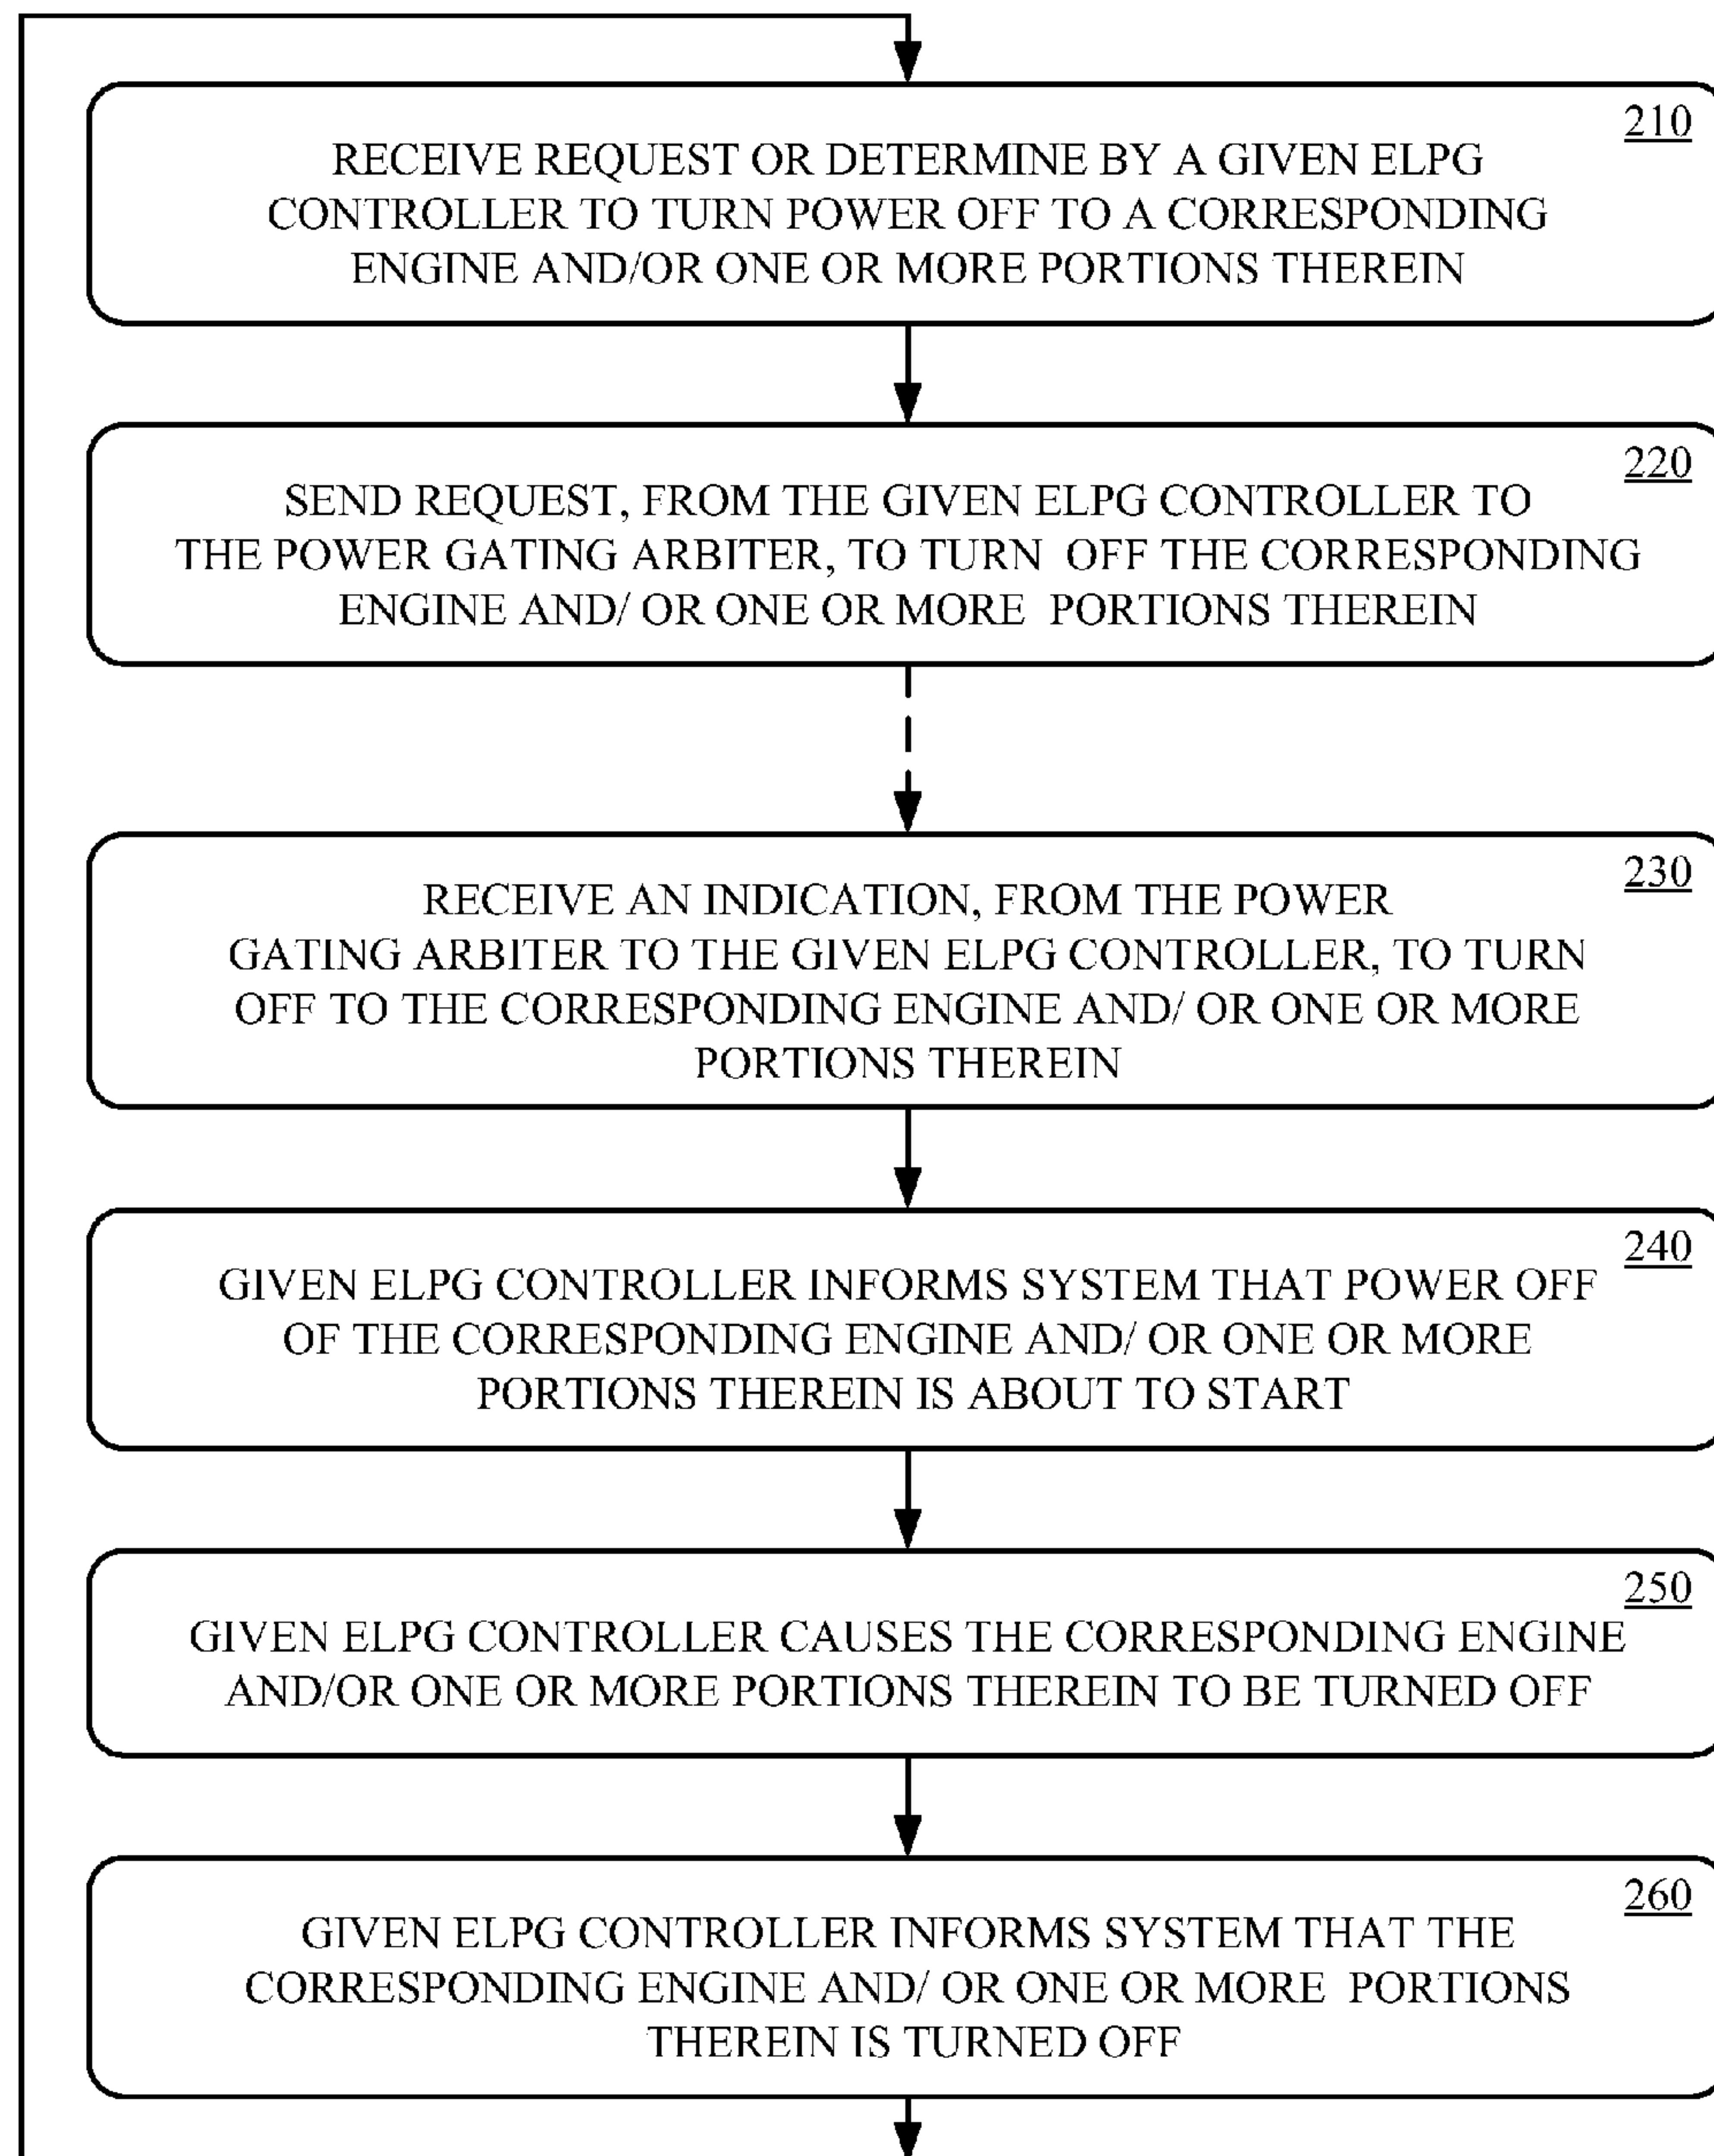 210
RECEIVE REQUEST OR DETERMINE BY A GIVEN ELPG
CONTROLLER TO TURN POWER OFF TO A CORRESPONDING
ENGINE AND/OR ONE OR MORE PORTIONS THEREIN
220
SEND REQUEST, FROM THE GIVEN ELPG CONTROLLER TO
THE POWER GATING ARBITER, TO TURN OFF THE CORRESPONDING
ENGINE AND/ OR ONE OR MORE PORTIONS THEREIN
230
RECEIVE AN INDICATION, FROM THE POWER
GATING ARBITER TO THE GIVEN ELPG CONTROLLER, TO TURN
OFF TO THE CORRESPONDING ENGINE AND/ OR ONE OR MORE
PORTIONS THEREIN
240
GIVEN ELPG CONTROLLER INFORMS SYSTEM THAT POWER OFF
OF THE CORRESPONDING ENGINE AND/ OR ONE OR MORE
PORTIONS THEREIN IS ABOUT TO START
250
GIVEN ELPG CONTROLLER CAUSES THE CORRESPONDING ENGINE
AND/OR ONE OR MORE PORTIONS THEREIN TO BE TURNED OFF
260
GIVEN ELPG CONTROLLER INFORMS SYSTEM THAT THE
CORRESPONDING ENGINE AND/ OR ONE OR MORE PORTIONS
THEREIN IS TURNED OFF